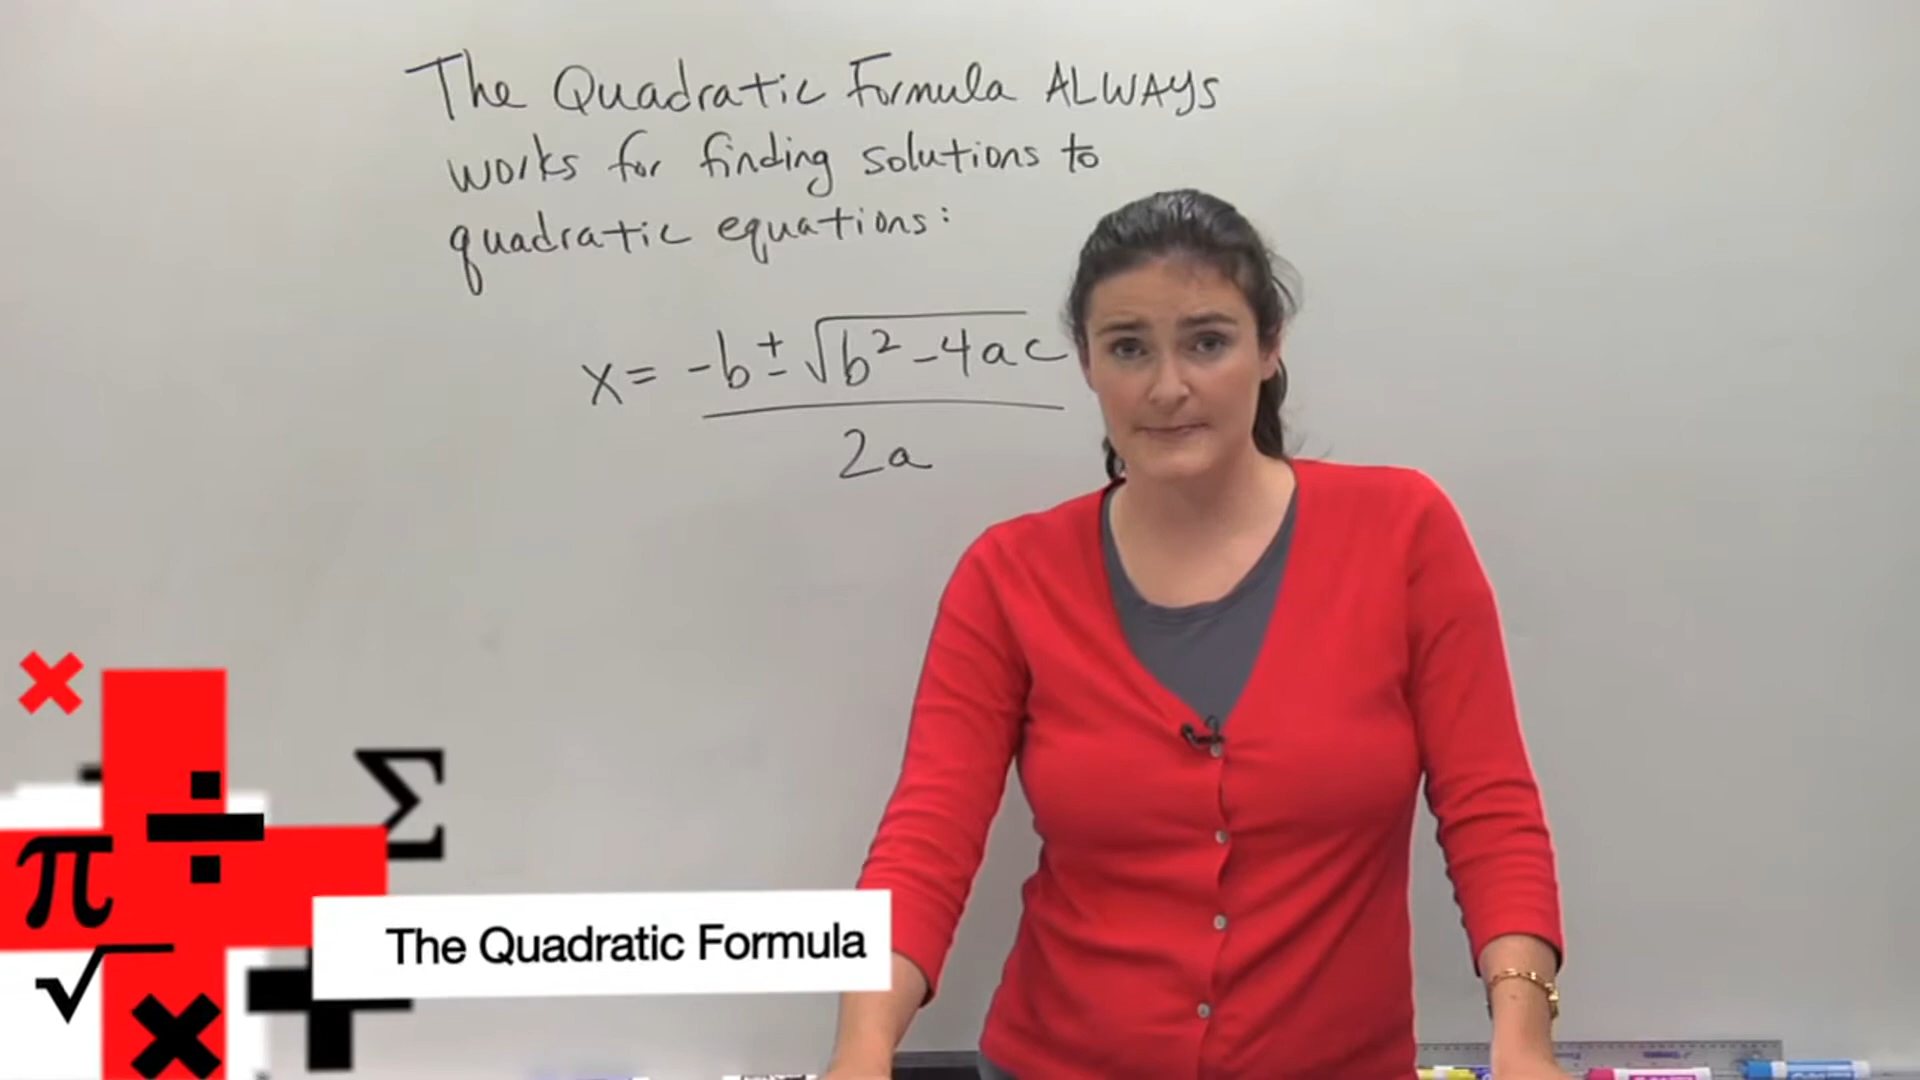 The Quadratic Formula ALWAYS
works for finding solutions to
quadratic equations:
x = -b ± √b² - 4ac
2a
π ÷ Σ
√ ×
The Quadratic Formula